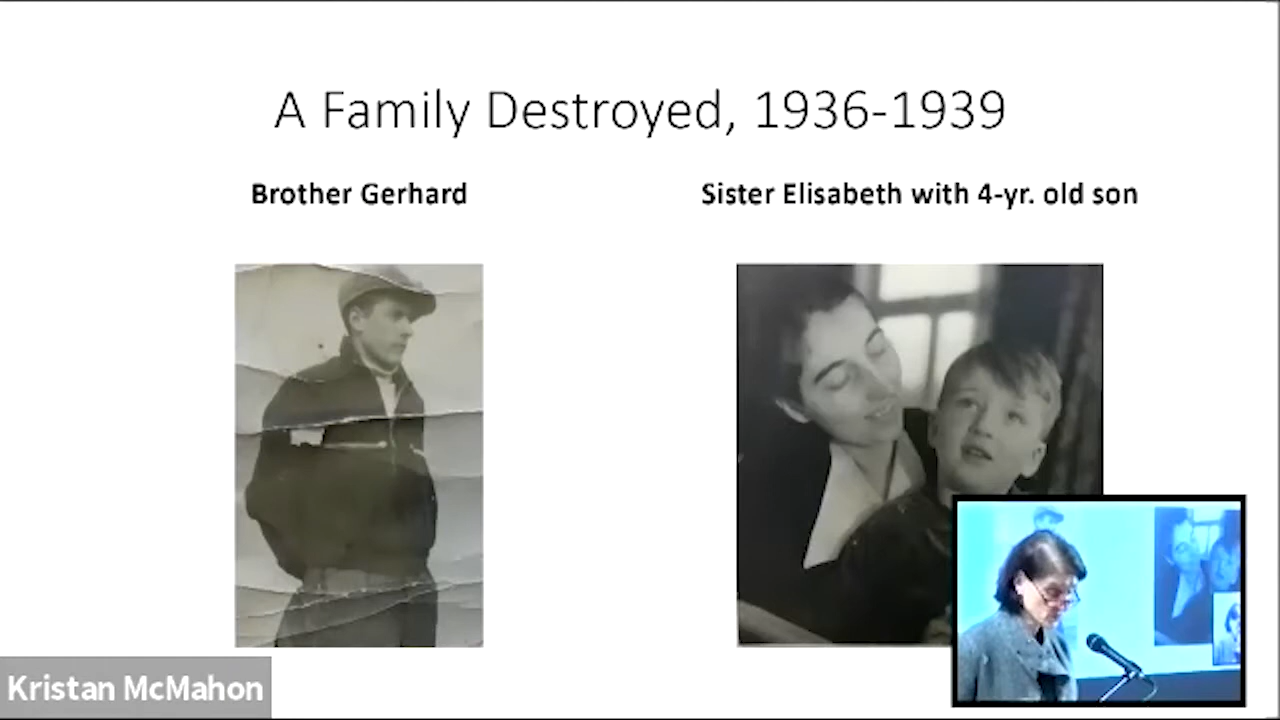 A Family Destroyed, 1936-1939
Brother Gerhard
Sister Elisabeth with 4-yr. old son
Kristan McMahon